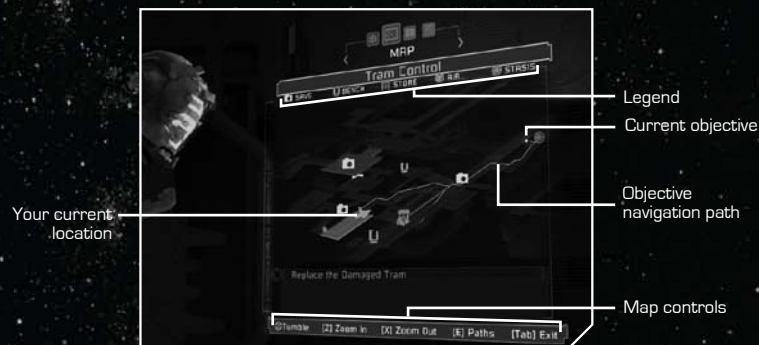 MAP
Tram Control
SAVE BENCH STORE AIR STASIS
Legend
Current objective
Objective
navigation path
Your current
location
Replace the Damaged Tram
Map controls
Tumble [Z] Zoom In [X] Zoom Out [E] Paths [Tab] Exit